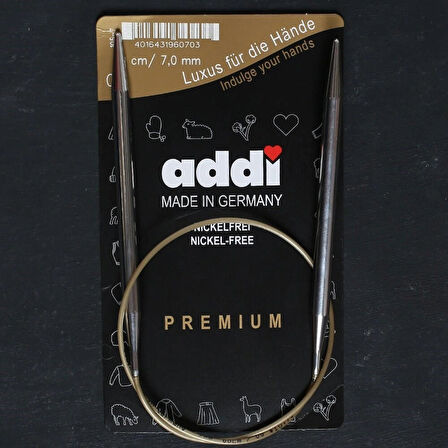 4016431960703
cm/ 7,0 mm
Luxus für die Hände
Indulge your hands
addi
MADE IN GERMANY
NICKELFREI
NICKEL-FREE
PREMIUM